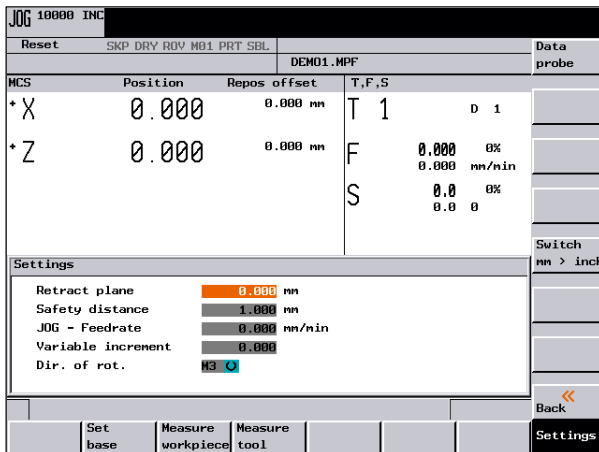 JOG 10000 INC
Reset SKP DRY ROV M01 PRT SBL
DEMO1.MPF
Data probe
MCS Position Repos offset T,F,S
+X 0.000 0.000 mm T 1 D 1
+Z 0.000 0.000 mm F 0.000 0%
0.000 mm/min
S 0.0 0%
0.0 0
Switch
mm > inch
Settings
Retract plane 0.000 mm
Safety distance 1.000 mm
JOG - Feedrate 0.000 mm/min
Variable increment 0.000
Dir. of rot. M3
Back
Set base Measure workpiece Measure tool Settings